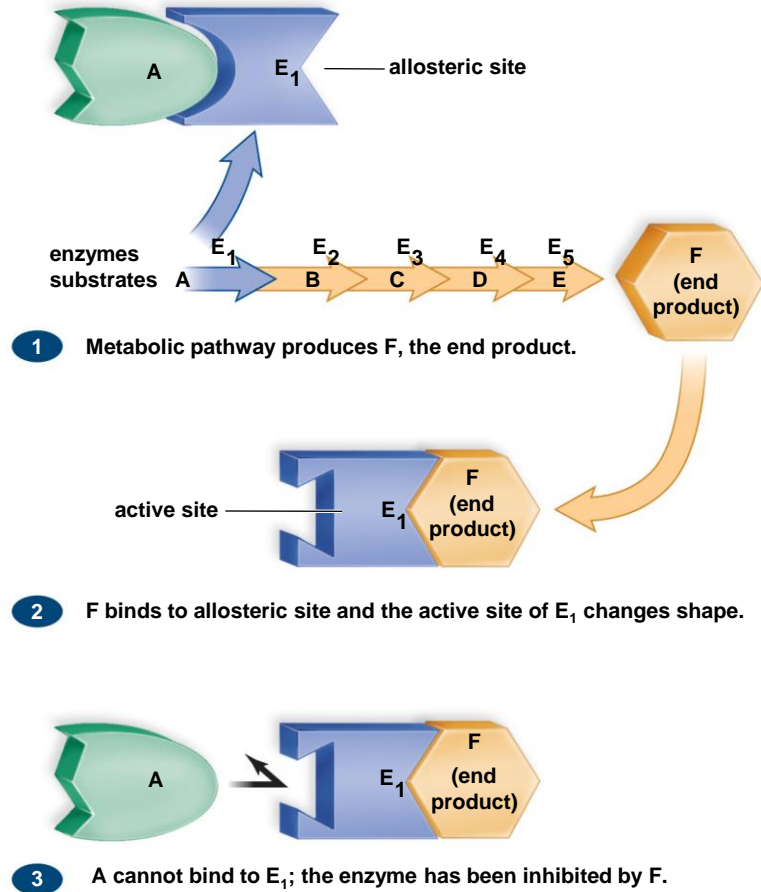 A
E₁
allosteric site
enzymes
E₁ E₂ E₃ E₄ E₅
substrates A B C D E
F
(end
product)
1 Metabolic pathway produces F, the end product.
active site
E₁
F
(end
product)
2 F binds to allosteric site and the active site of E₁ changes shape.
A
E₁
F
(end
product)
3 A cannot bind to E₁; the enzyme has been inhibited by F.